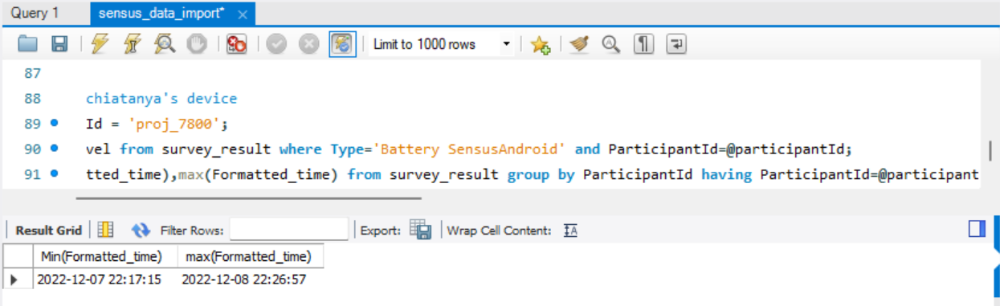 Query 1
sensus_data_import*
Limit to 1000 rows
87
88 chiatanya's device
89 Id = 'proj_7800';
90 vel from survey_result where Type='Battery SensusAndroid' and ParticipantId=@participantId;
91 tted_time),max(Formatted_time) from survey_result group by ParticipantId having ParticipantId=@participant
Result Grid
Filter Rows:
Export:
Wrap Cell Content:
Min(Formatted_time) max(Formatted_time)
2022-12-07 22:17:15 2022-12-08 22:26:57